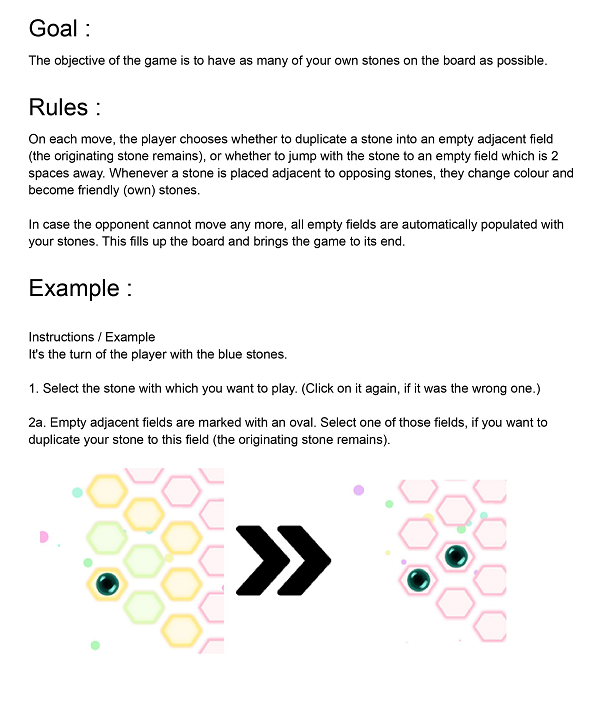 Goal :
The objective of the game is to have as many of your own stones on the board as possible.
Rules :
On each move, the player chooses whether to duplicate a stone into an empty adjacent field
(the originating stone remains), or whether to jump with the stone to an empty field which is 2
spaces away. Whenever a stone is placed adjacent to opposing stones, they change colour and
become friendly (own) stones.
In case the opponent cannot move any more, all empty fields are automatically populated with
your stones. This fills up the board and brings the game to its end.
Example :
Instructions / Example
It's the turn of the player with the blue stones.
1. Select the stone with which you want to play. (Click on it again, if it was the wrong one.)
2a. Empty adjacent fields are marked with an oval. Select one of those fields, if you want to
duplicate your stone to this field (the originating stone remains).